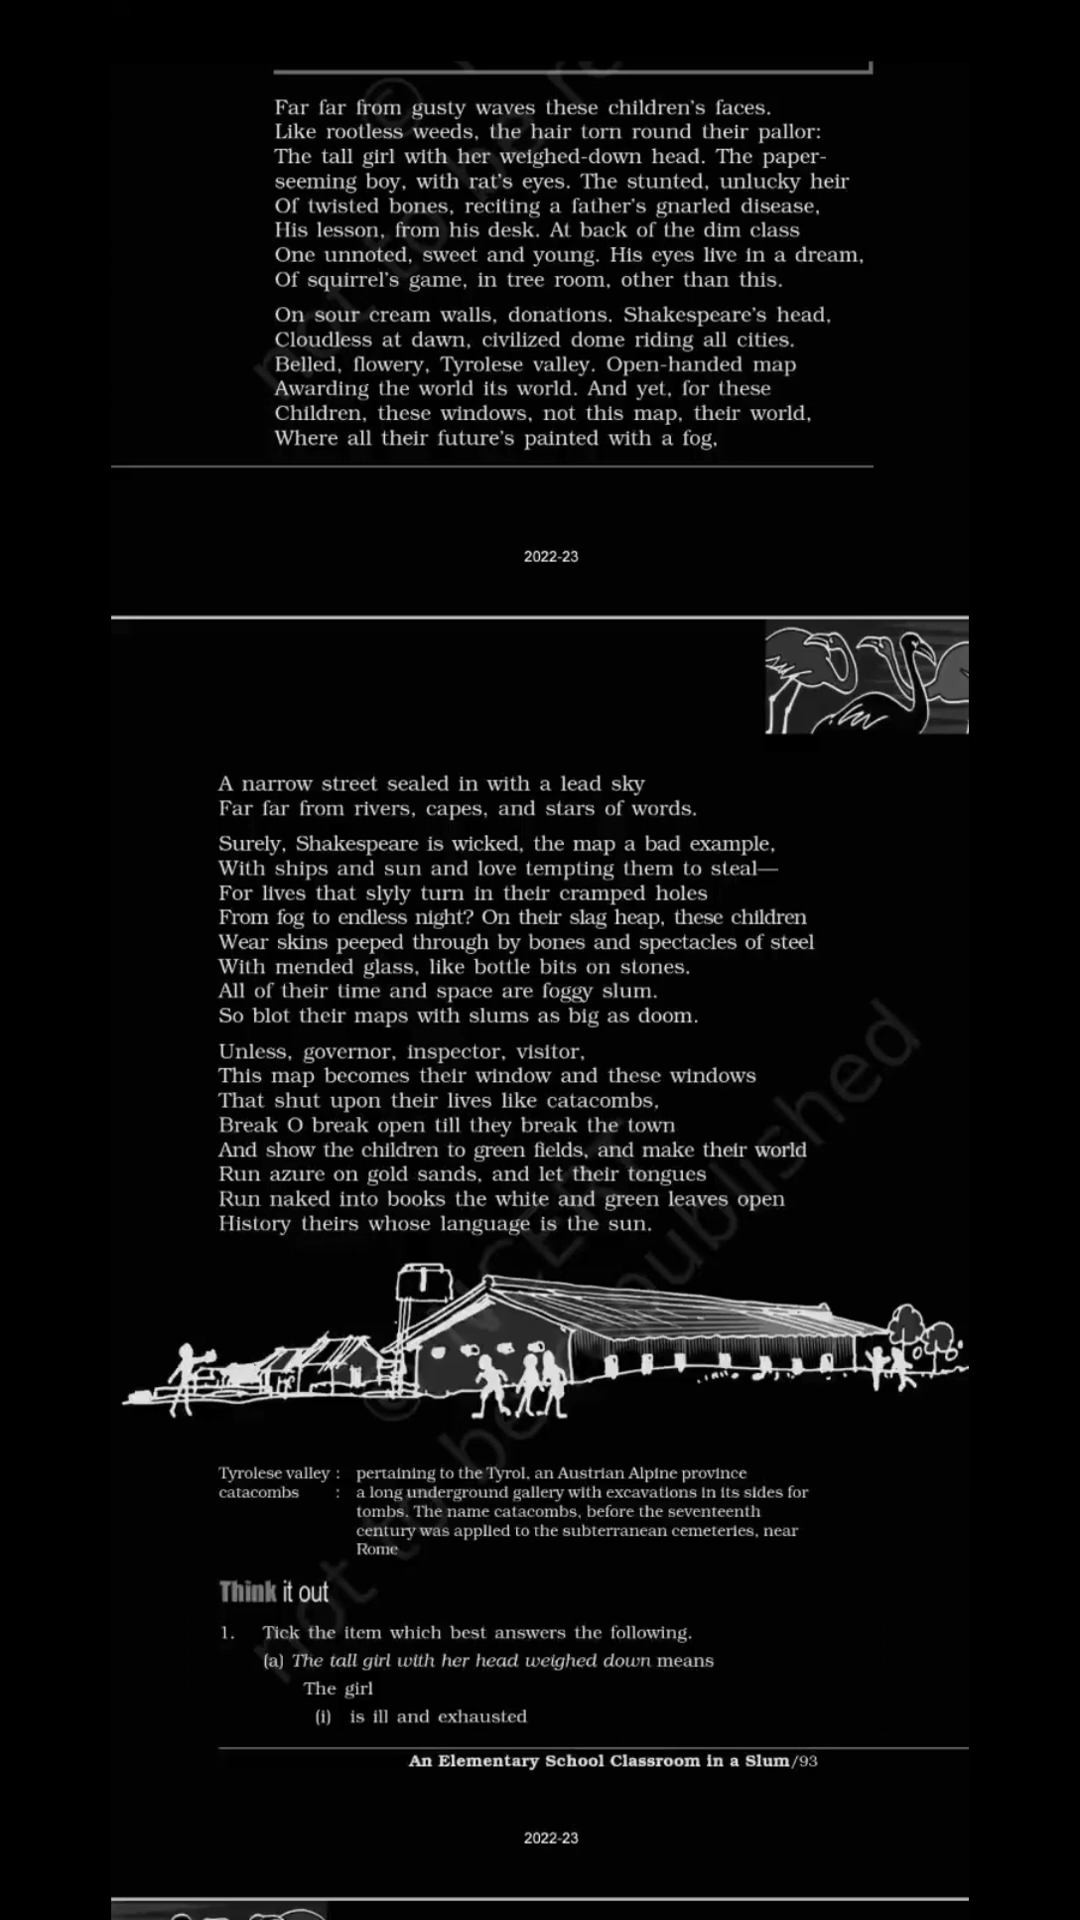 Far far from gusty waves these children's faces.
Like rootless weeds, the hair torn round their pallor:
The tall girl with her weighed-down head. The paper-
seeming boy, with rat's eyes. The stunted, unlucky heir
Of twisted bones, reciting a father's gnarled disease,
His lesson, from his desk. At back of the dim class
One unnoted, sweet and young. His eyes live in a dream,
Of squirrel's game, in tree room, other than this.
On sour cream walls, donations. Shakespeare's head,
Cloudless at dawn, civilized dome riding all cities.
Belled, flowery, Tyrolese valley. Open-handed map
Awarding the world its world. And yet, for these
Children, these windows, not this map, their world,
Where all their future's painted with a fog,
2022-23
A narrow street sealed in with a lead sky
Far far from rivers, capes, and stars of words.
Surely, Shakespeare is wicked, the map a bad example,
With ships and sun and love tempting them to steal—
For lives that slyly turn in their cramped holes
From fog to endless night? On their slag heap, these children
Wear skins peeped through by bones and spectacles of steel
With mended glass, like bottle bits on stones.
All of their time and space are foggy slum.
So blot their maps with slums as big as doom.
Unless, governor, inspector, visitor,
This map becomes their window and these windows
That shut upon their lives like catacombs,
Break O break open till they break the town
And show the children to green fields, and make their world
Run azure on gold sands, and let their tongues
Run naked into books the white and green leaves open
History theirs whose language is the sun.
Tyrolese valley : pertaining to the Tyrol, an Austrian Alpine province
catacombs : a long underground gallery with excavations in its sides for
tombs. The name catacombs, before the seventeenth
century was applied to the subterranean cemeteries, near
Rome
Think it out
1. Tick the item which best answers the following.
(a) The tall girl with her head weighed down means
The girl
(i) is ill and exhausted
An Elementary School Classroom in a Slum/93
2022-23
© NCERT
not to be republished